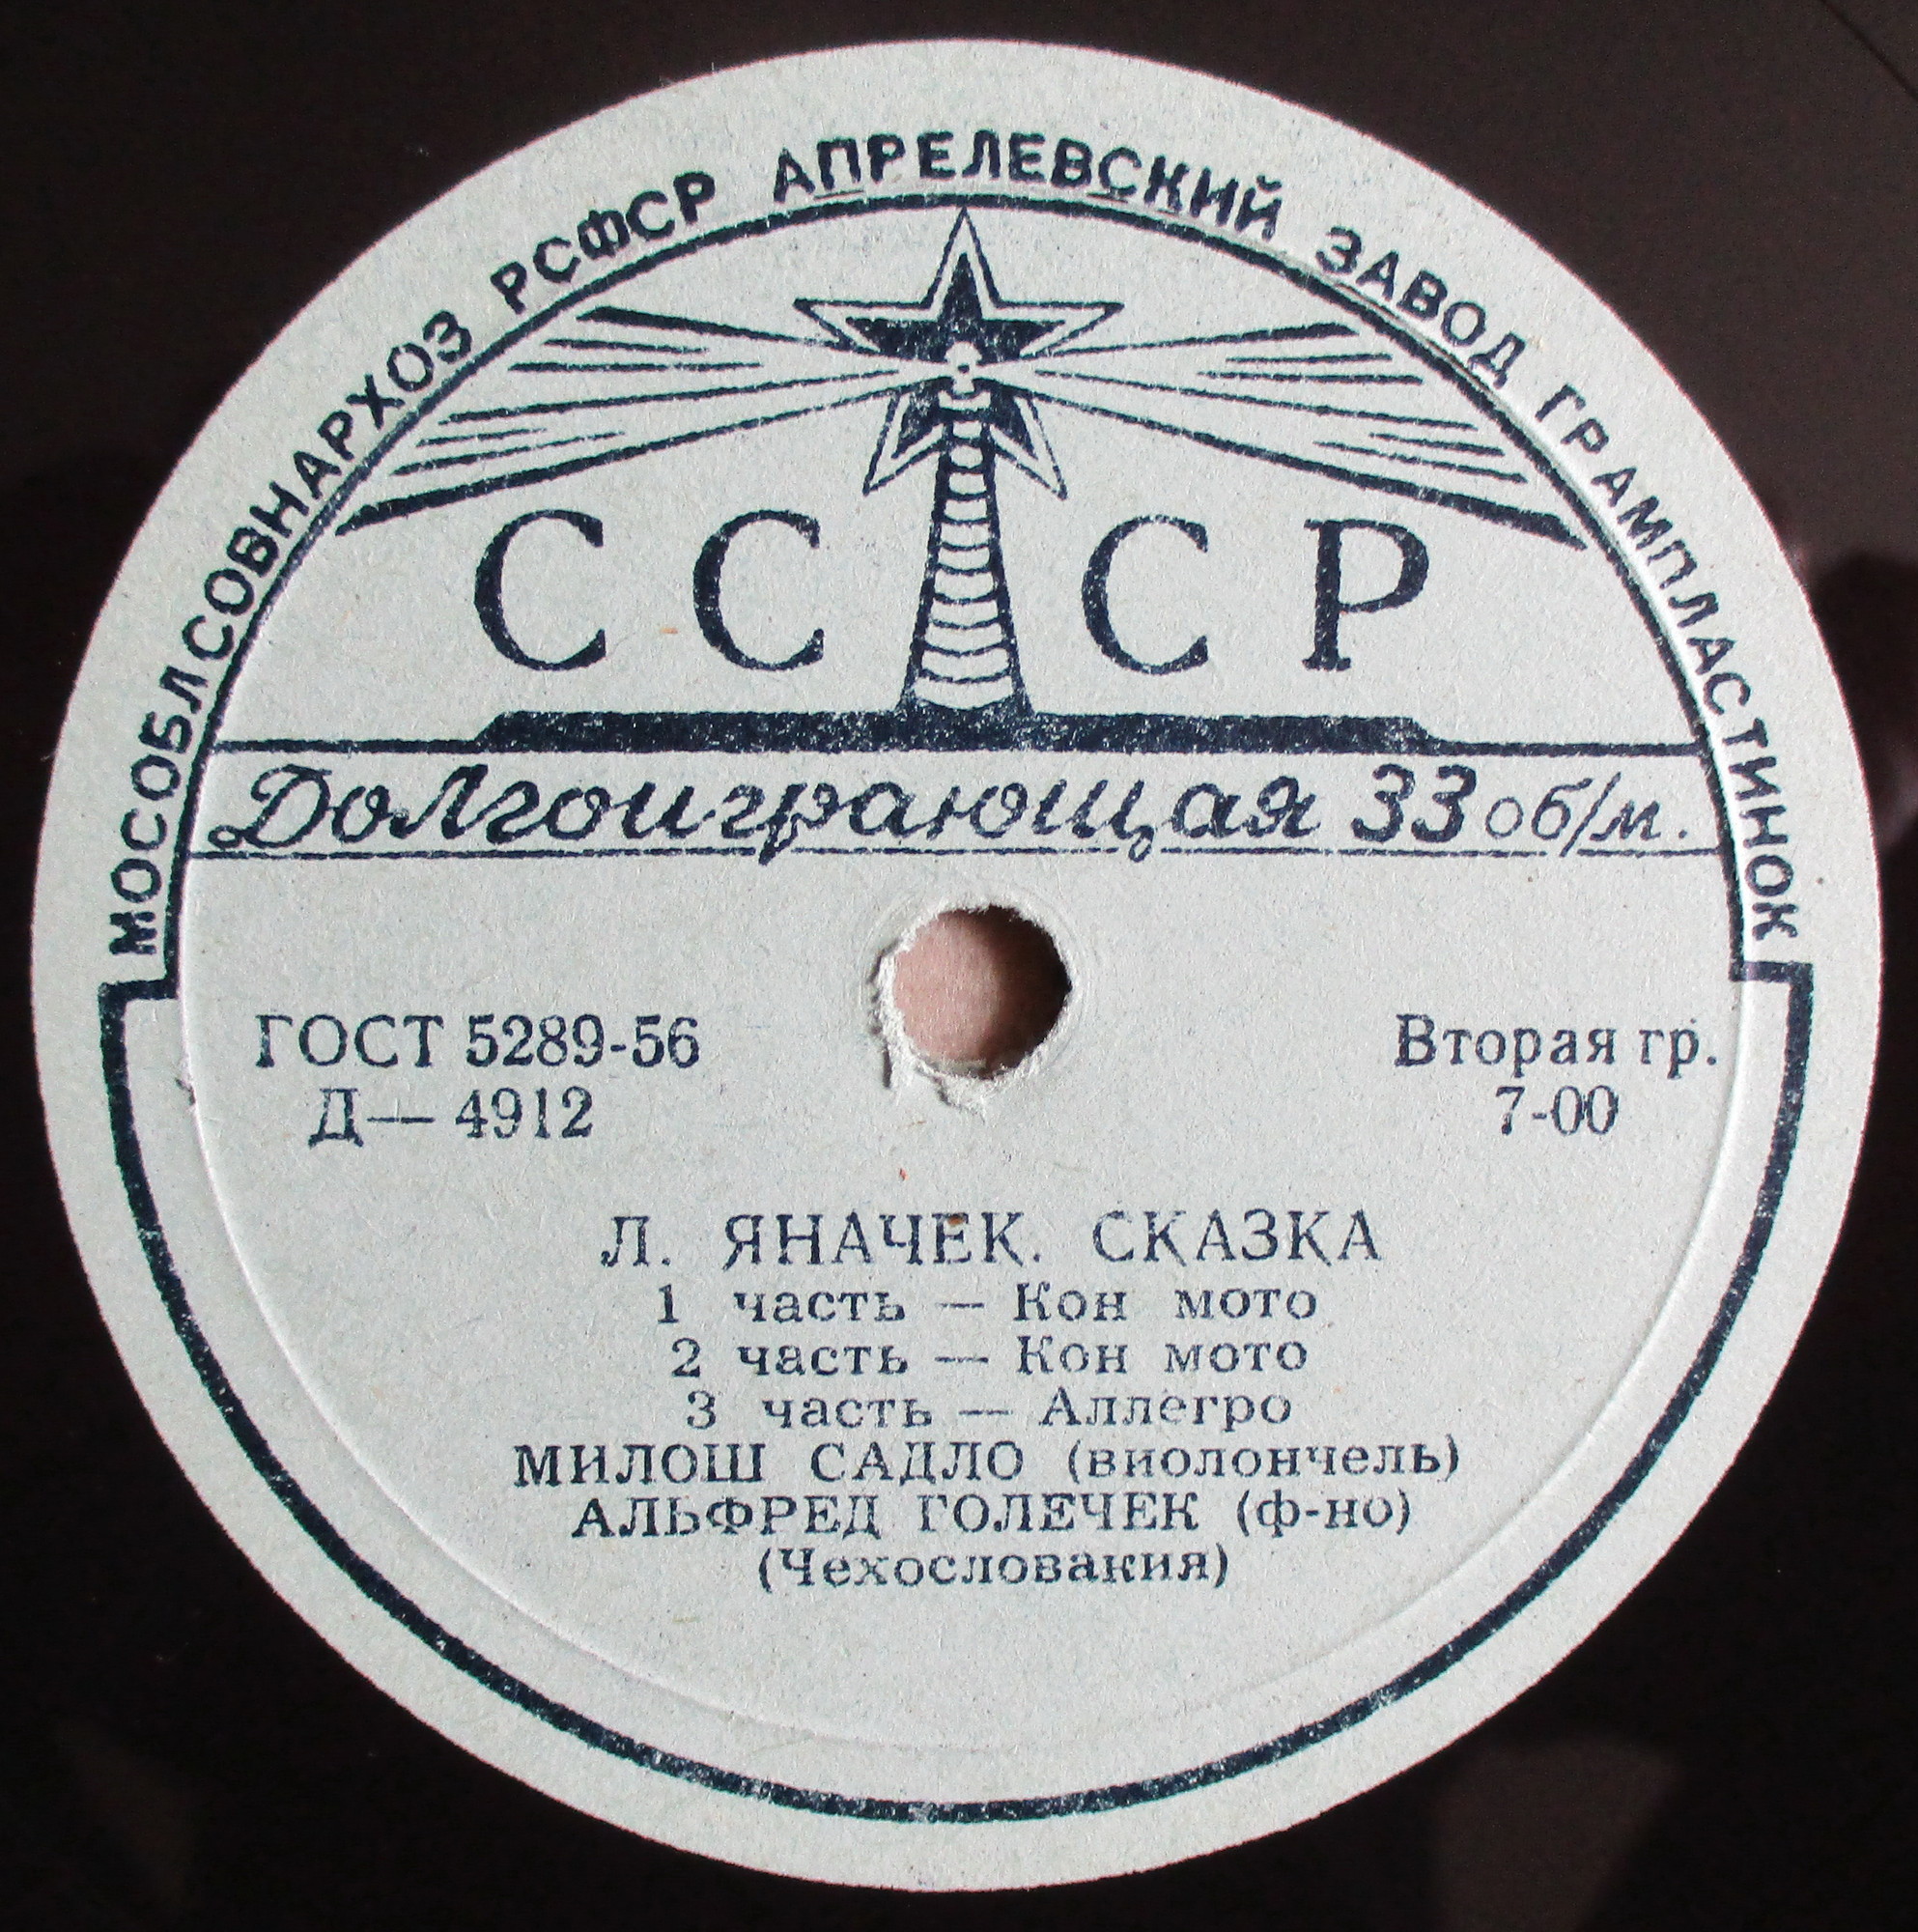 МОСОБЛСОВНАРХОЗ РСФСР АПРЕЛЕВСКИЙ ЗАВОД ГРАМПЛАСТИНОК
СССР
Долгоиграющая 33 об/м.
ГОСТ 5289-56
Д— 4912
Вторая гр.
7-00
Л. ЯНАЧЕК. СКАЗКА
1 часть — Кон мото
2 часть — Кон мото
3 часть — Аллегро
МИЛОШ САДЛО (виолончель)
АЛЬФРЕД ГОЛЕЧЕК (ф-но)
(Чехословакия)